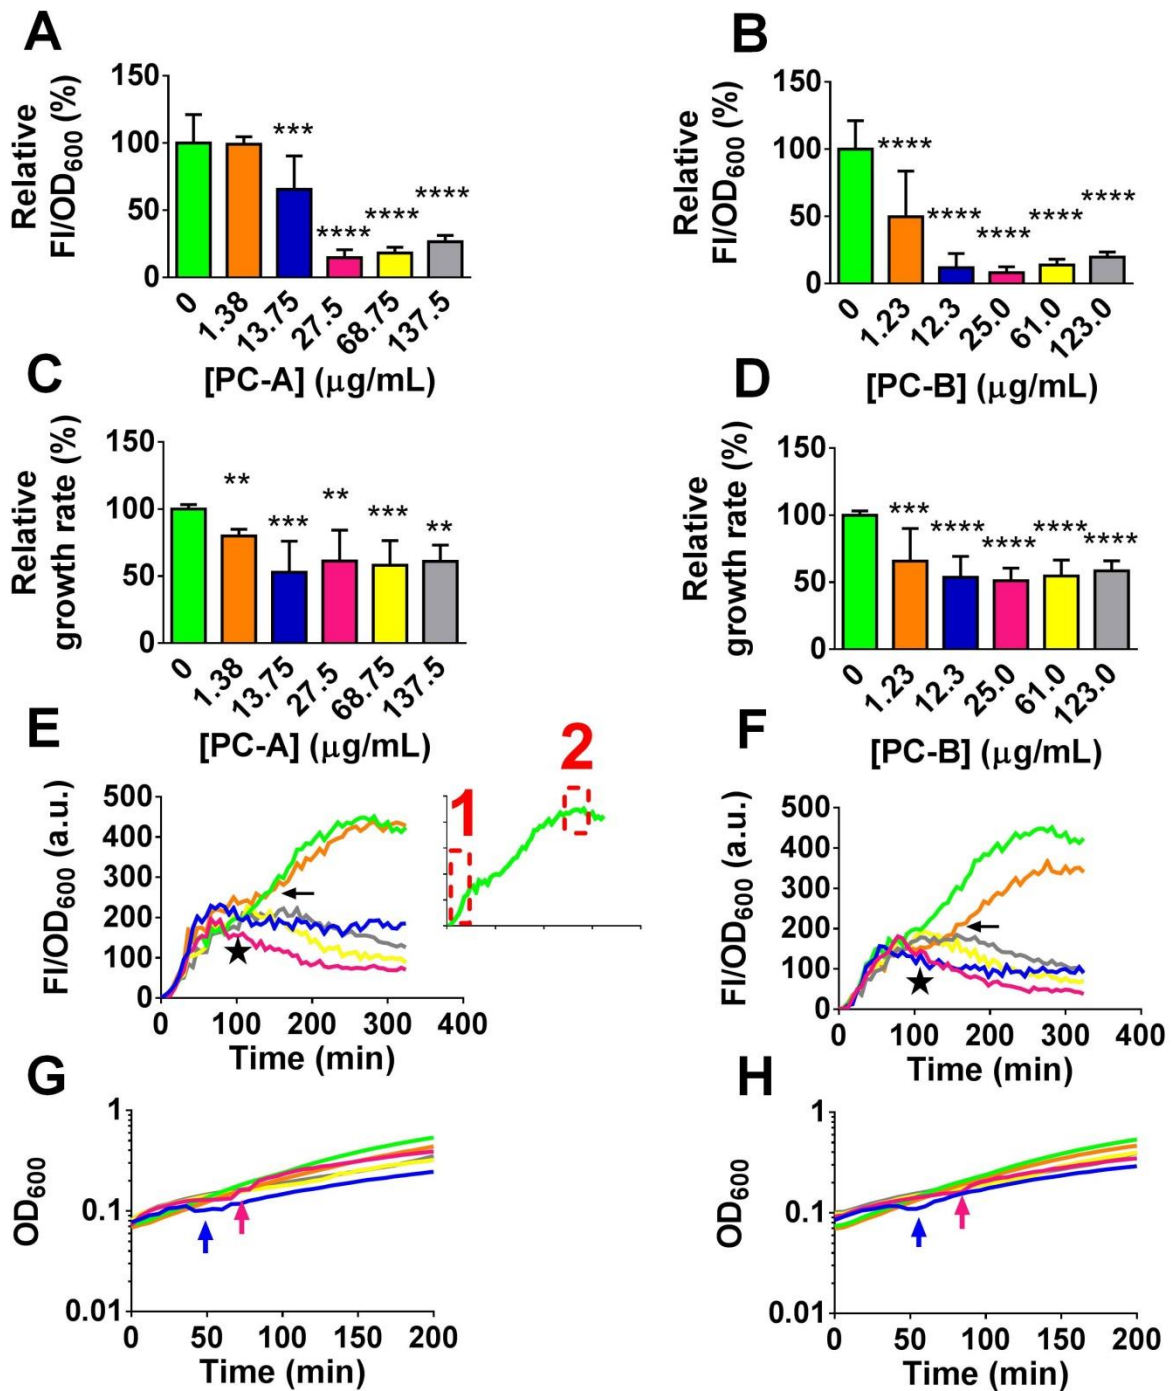 A
Relative
FI/OD600 (%)
150
100
50
0
***
****
****
****
0
1.38
13.75
27.5
68.75
137.5
[PC-A] (μg/mL)
B
Relative
FI/OD600 (%)
150
100
50
0
****
****
****
****
****
0
1.23
12.3
25.0
61.0
123.0
[PC-B] (μg/mL)
C
Relative
growth rate (%)
150
100
50
0
**
***
**
***
**
0
1.38
13.75
27.5
68.75
137.5
[PC-A] (μg/mL)
D
Relative
growth rate (%)
150
100
50
0
***
****
****
****
****
0
1.23
12.3
25.0
61.0
123.0
[PC-B] (μg/mL)
E
FI/OD600 (a.u.)
500
400
300
200
100
0
0 100 200 300 400
Time (min)
1
2
F
FI/OD600 (a.u.)
500
400
300
200
100
0
0 100 200 300 400
Time (min)
G
OD600
1
0.1
0.01
0 50 100 150 200
Time (min)
H
OD600
1
0.1
0.01
0 50 100 150 200
Time (min)